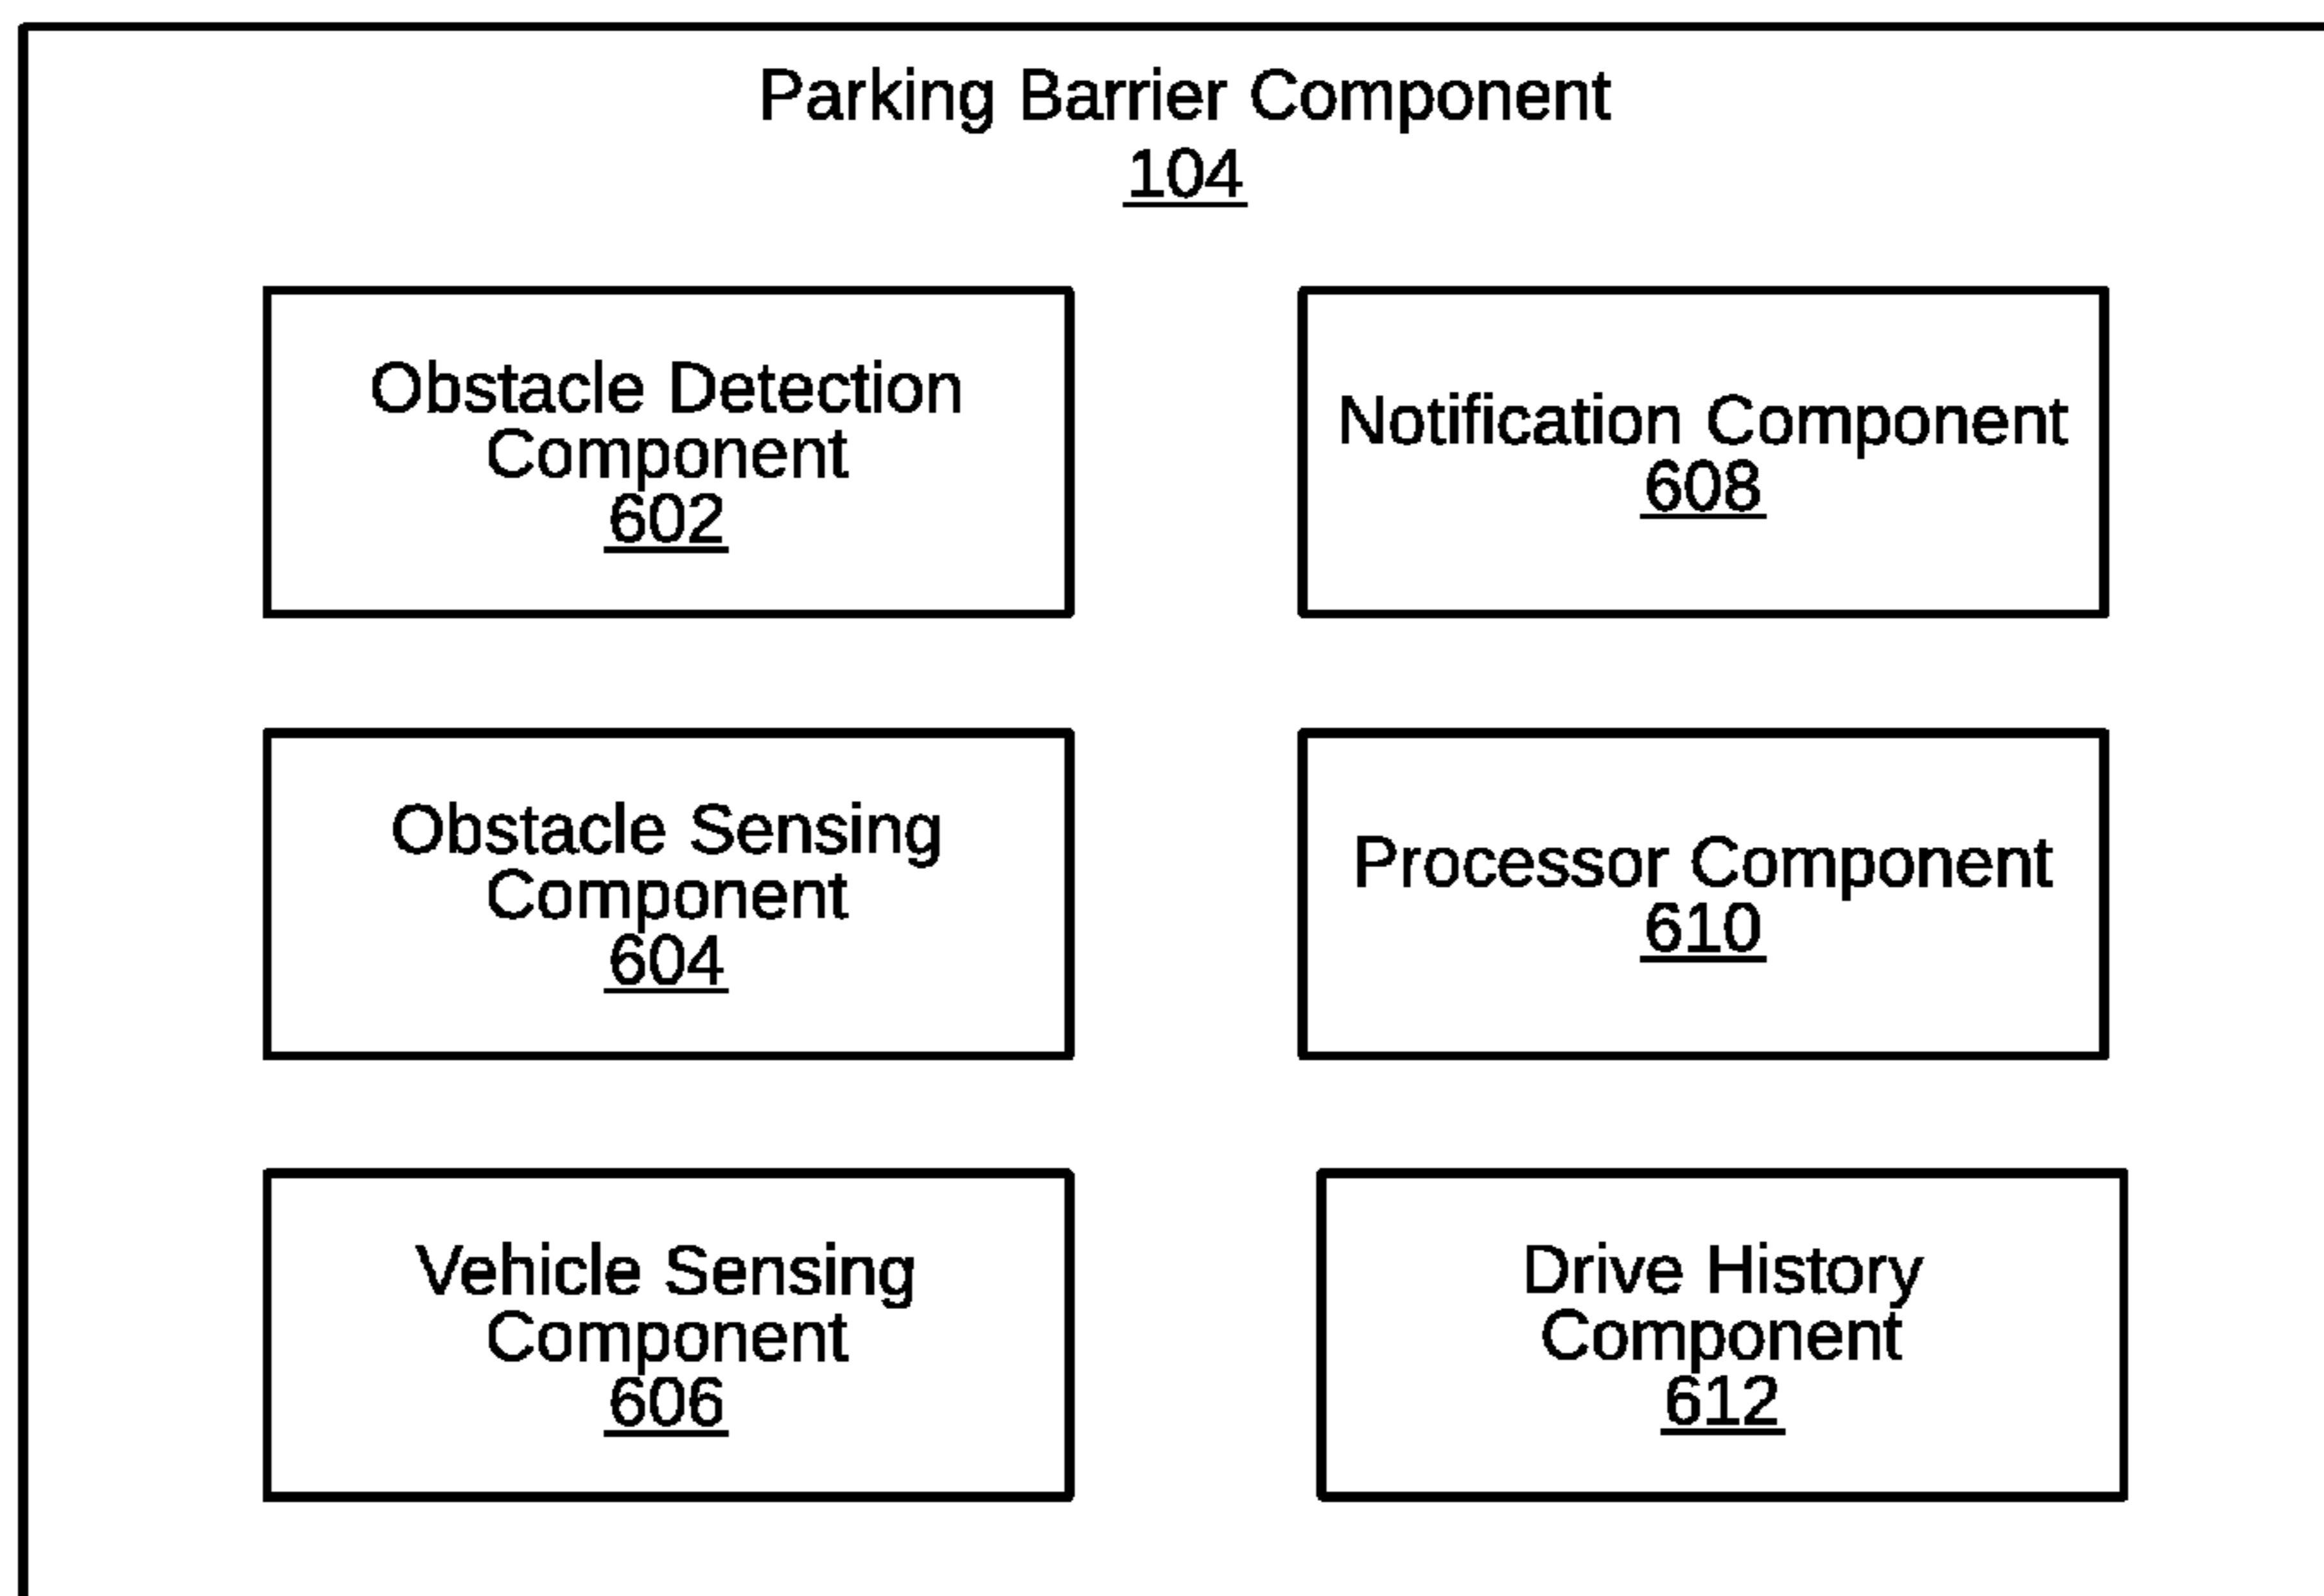 Parking Barrier Component
104
Obstacle Detection
Component
602
Notification Component
608
Obstacle Sensing
Component
604
Processor Component
610
Vehicle Sensing
Component
606
Drive History
Component
612